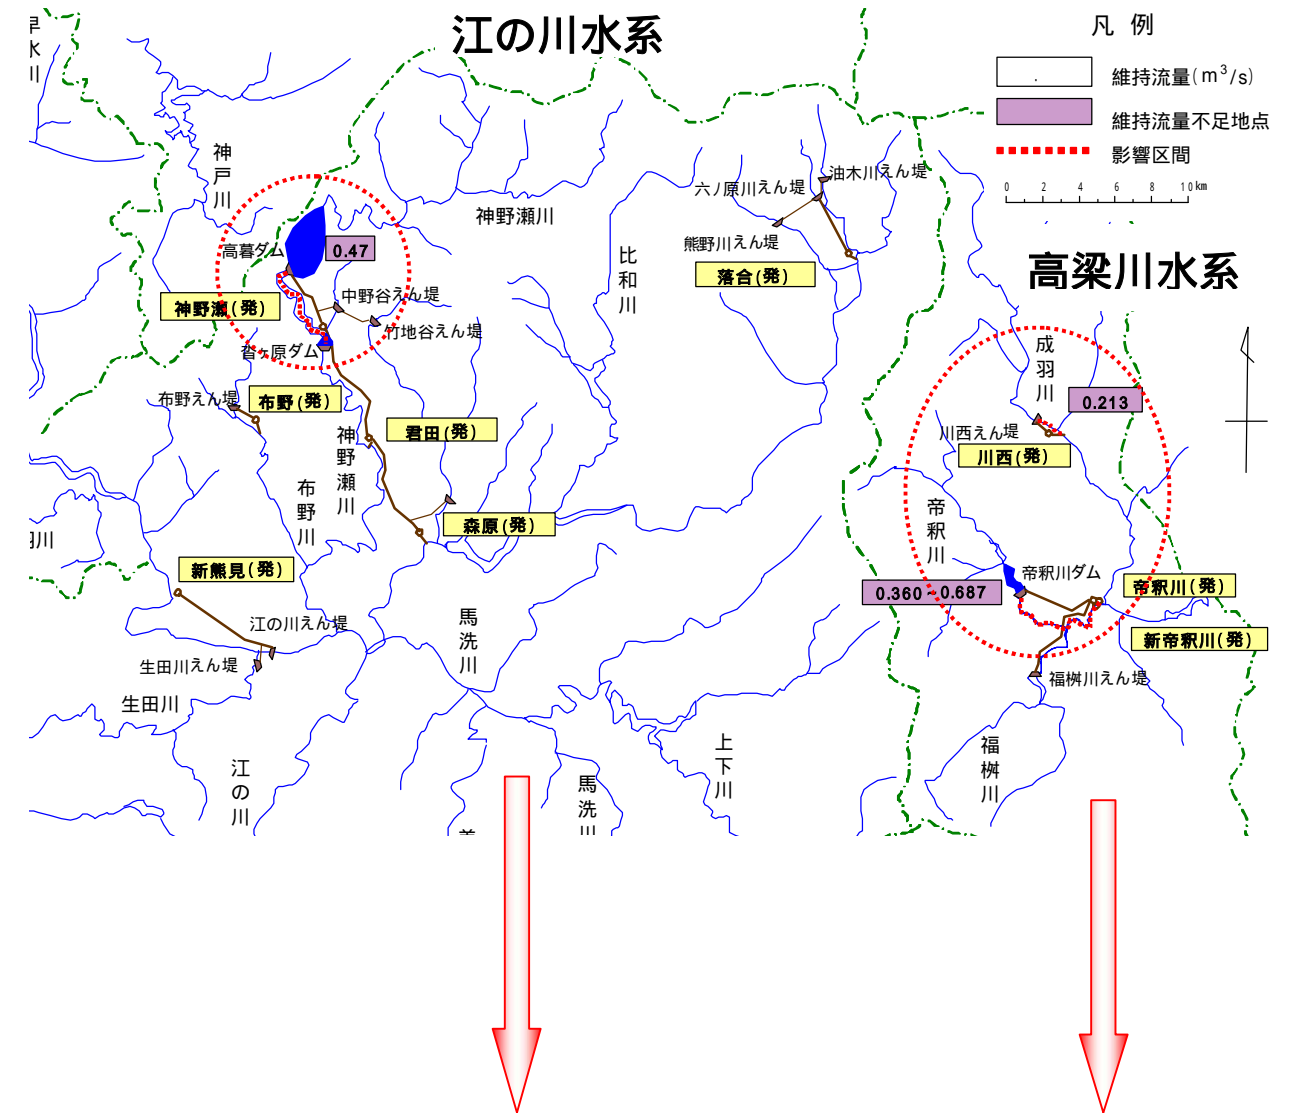 江の川水系
凡 例
維持流量(m³/s)
維持流量不足地点
影響区間
0 2 4 6 8 10km
神戸川
神野瀬川
高暮ダム
0.47
神野瀬(発)
中野谷えん堤
竹地谷えん堤
沓ヶ原ダム
布野えん堤
布野(発)
君田(発)
神野瀬川
布野川
森原(発)
新熊見(発)
江の川えん堤
生田川えん堤
生田川
江の川
馬洗川
馬洗川
上下川
比和川
六ノ原川えん堤
油木川えん堤
熊野川えん堤
落合(発)
高梁川水系
成羽川
0.213
川西えん堤
川西(発)
帝釈川
帝釈川ダム
0.360~0.687
帝釈川(発)
新帝釈川(発)
福桝川えん堤
福桝川